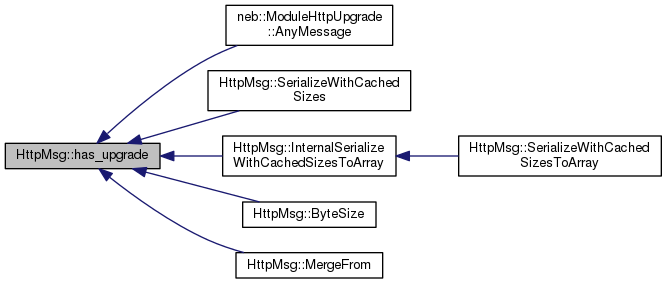 neb::ModuleHttpUpgrade
::AnyMessage
HttpMsg::SerializeWithCached
Sizes
HttpMsg::has_upgrade
HttpMsg::InternalSerialize
WithCachedSizesToArray
HttpMsg::SerializeWithCached
SizesToArray
HttpMsg::ByteSize
HttpMsg::MergeFrom